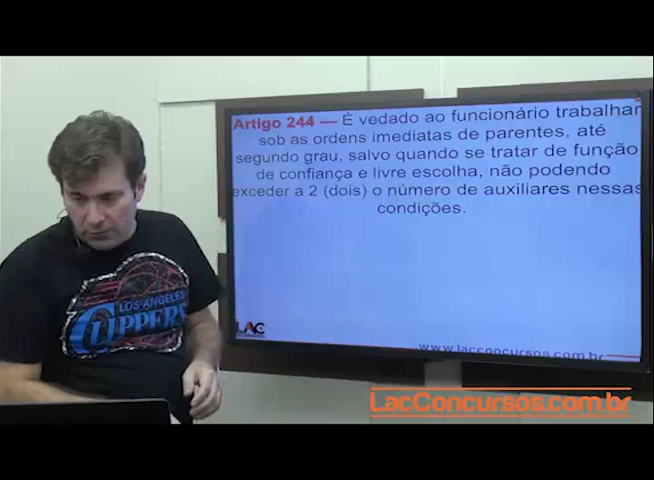 Artigo 244 — É vedado ao funcionário trabalhar
sob as ordens imediatas de parentes, até
segundo grau, salvo quando se tratar de função
de confiança e livre escolha, não podendo
exceder a 2 (dois) o número de auxiliares nessas
condições.
LOS ANGELES
CLIPPERS
LAC
www.lacconcursos.com.br
LacConcursos.com.br